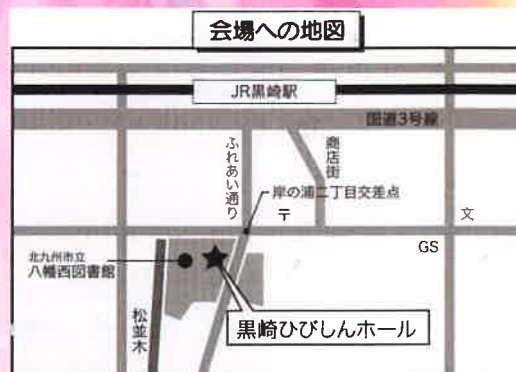 会場への地図
JR黒崎駅
国道3号線
ふれあい通り
商店街
岸の浦二丁目交差点
〒
文
GS
北九州市立
八幡西図書館
松並木
黒崎ひびしんホール